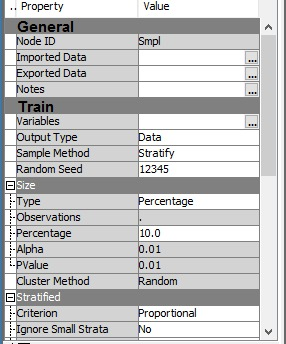 .. Property Value
General
Node ID Smpl
Imported Data ...
Exported Data ...
Notes ...
Train
Variables ...
Output Type Data
Sample Method Stratify
Random Seed 12345
Size
Type Percentage
Observations .
Percentage 10.0
Alpha 0.01
PValue 0.01
Cluster Method Random
Stratified
Criterion Proportional
Ignore Small Strata No